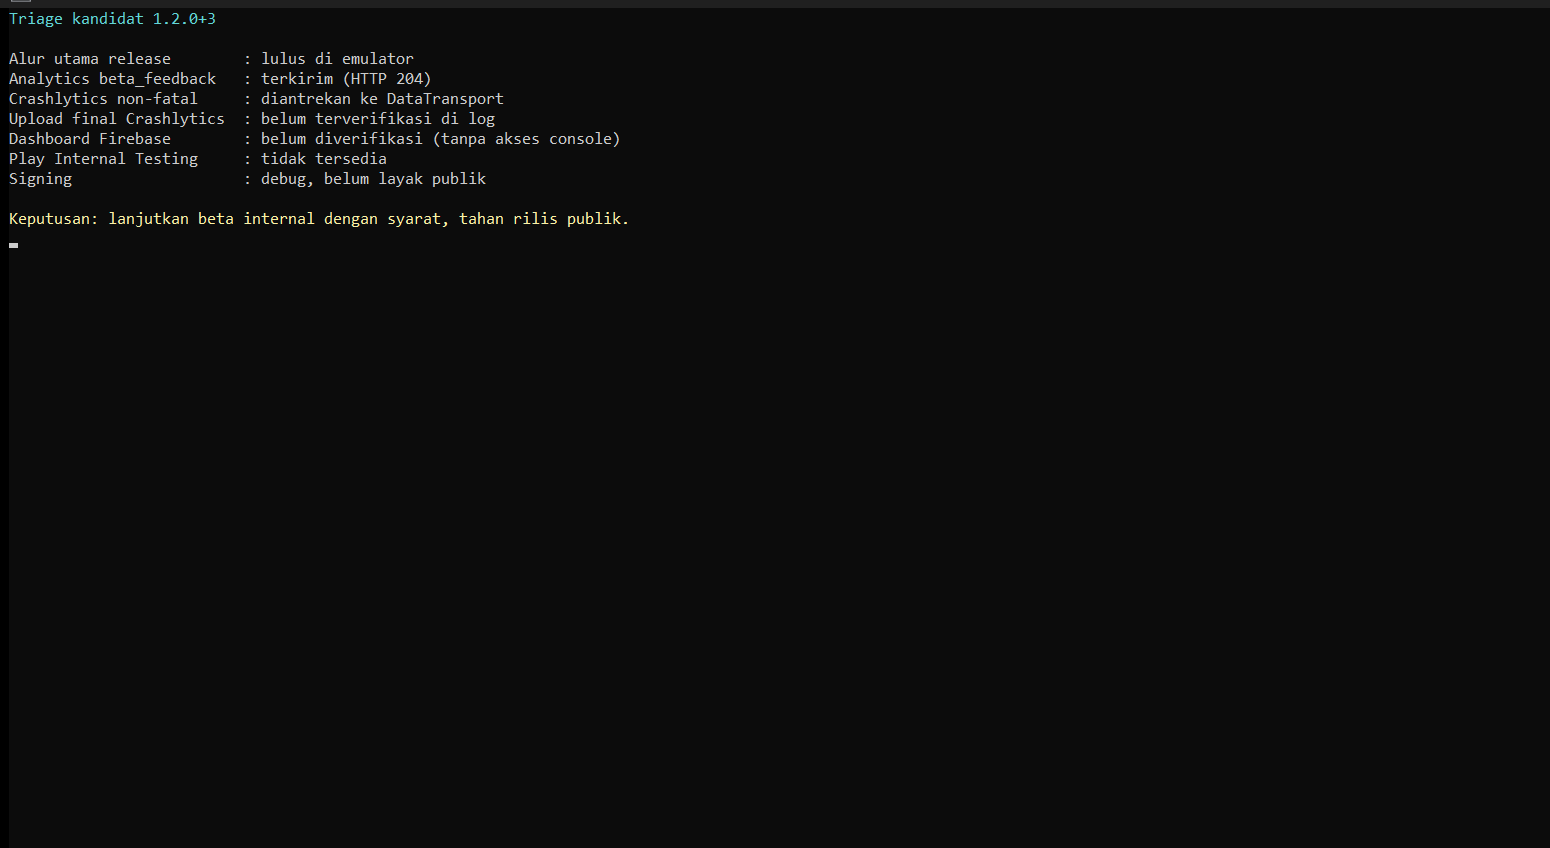 Triage kandidat 1.2.0+3
Alur utama release : lulus di emulator
Analytics beta_feedback : terkirim (HTTP 204)
Crashlytics non-fatal : diantrekan ke DataTransport
Upload final Crashlytics : belum terverifikasi di log
Dashboard Firebase : belum diverifikasi (tanpa akses console)
Play Internal Testing : tidak tersedia
Signing : debug, belum layak publik
Keputusan: lanjutkan beta internal dengan syarat, tahan rilis publik.